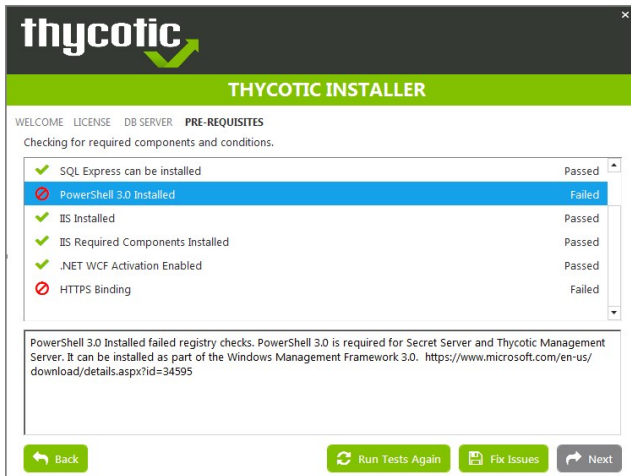 thycotic
THYCOTIC INSTALLER
WELCOME LICENSE DB SERVER PRE-REQUISITES
Checking for required components and conditions.
SQL Express can be installed Passed
PowerShell 3.0 Installed Failed
IIS Installed Passed
IIS Required Components Installed Passed
.NET WCF Activation Enabled Passed
HTTPS Binding Failed
PowerShell 3.0 Installed failed registry checks. PowerShell 3.0 is required for Secret Server and Thycotic Management
Server. It can be installed as part of the Windows Management Framework 3.0. https://www.microsoft.com/en-us/
download/details.aspx?id=34595
Back Run Tests Again Fix Issues Next